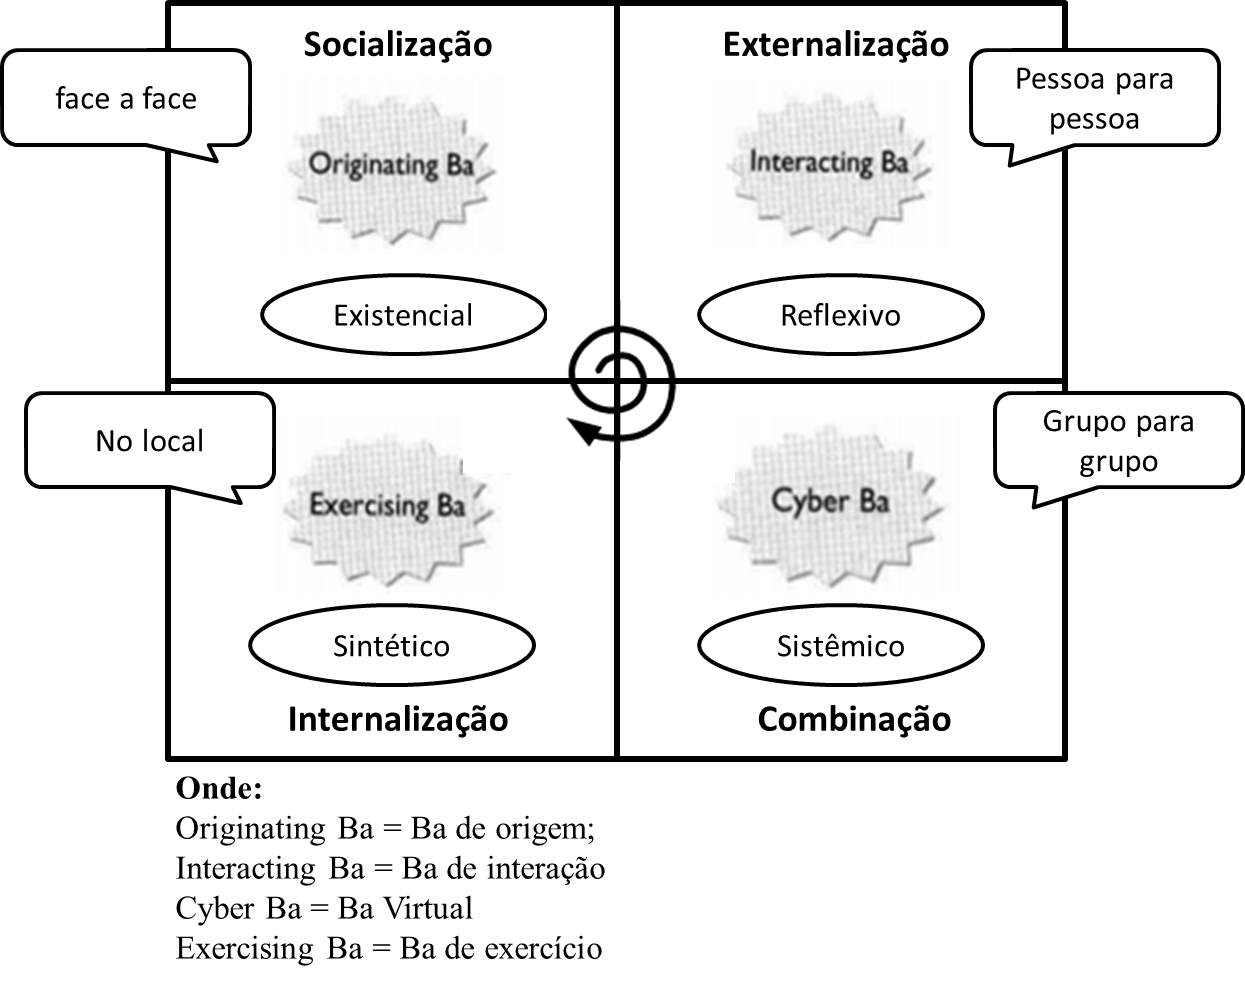 Socialização
Externalização
face a face
Pessoa para
pessoa
Originating Ba
Interacting Ba
Existencial
Reflexivo
No local
Grupo para
grupo
Exercising Ba
Cyber Ba
Sintético
Sistêmico
Internalização
Combinação
Onde:
Originating Ba = Ba de origem;
Interacting Ba = Ba de interação
Cyber Ba = Ba Virtual
Exercising Ba = Ba de exercício